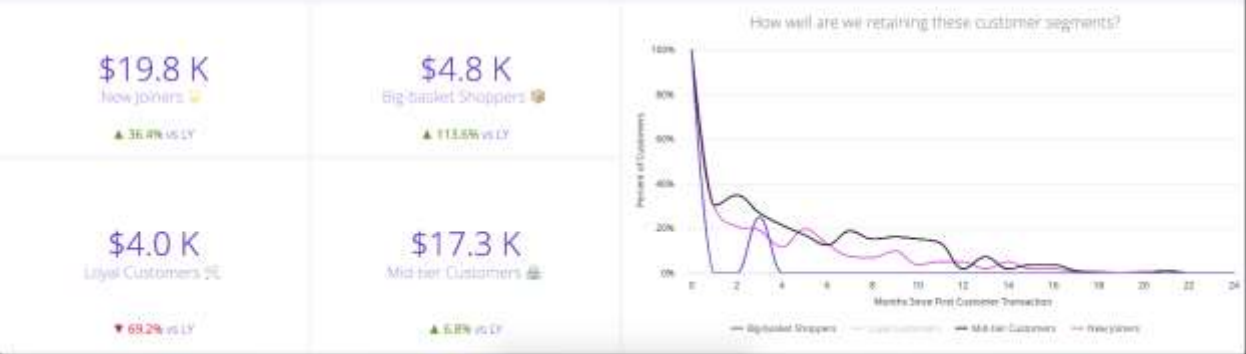 $19.8 K
New Joiners
▲ 36.4% vs LY
$4.8 K
Big-basket Shoppers
▲ 113.6% vs LY
$4.0 K
Loyal Customers
▼ 69.2% vs LY
$17.3 K
Mid-tier Customers
▲ 6.8% vs LY
How well are we retaining these customer segments?
100%
80%
60%
40%
20%
0%
Percent of Customers
0 2 4 6 8 10 12 14 16 18 20 22 24
Months Since First Customer Transaction
Big-basket Shoppers Loyal Customers Mid-tier Customers New Joiners